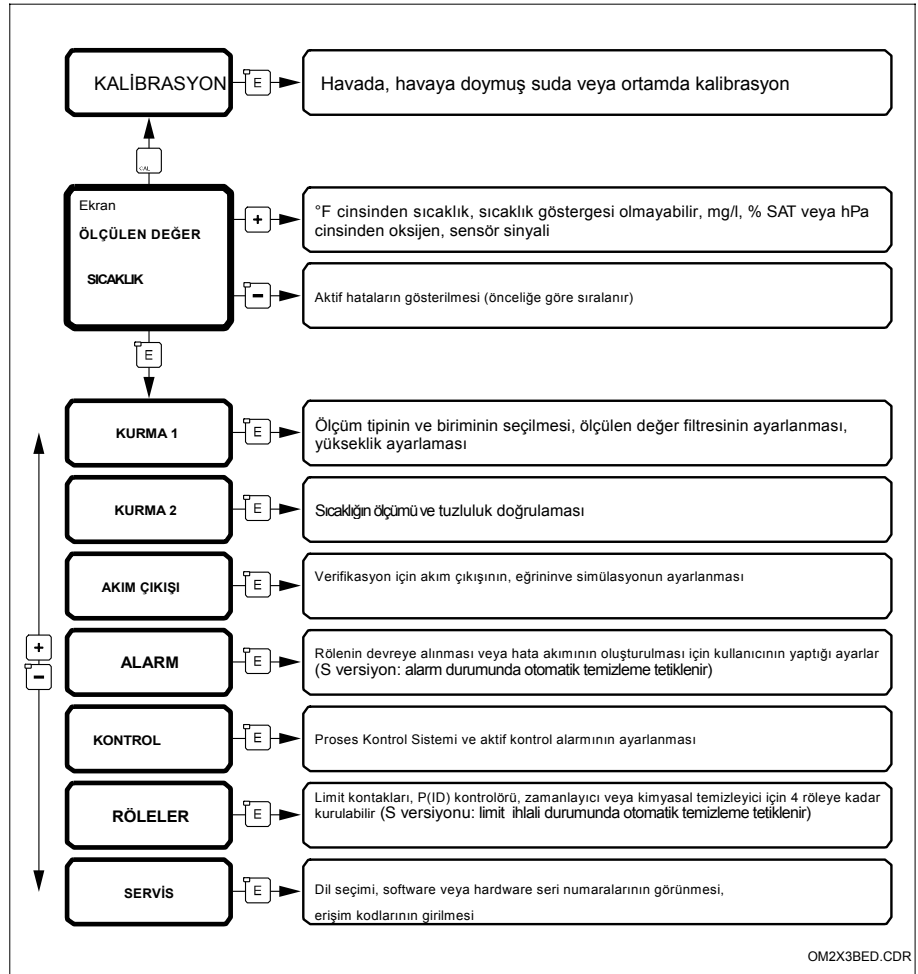 KALİBRASYON
E
Havada, havaya doymuş suda veya ortamda kalibrasyon
CAL
Ekran
ÖLÇÜLEN DEĞER
SICAKLIK
+
°F cinsinden sıcaklık, sıcaklık göstergesi olmayabilir, mg/l, % SAT veya hPa
cinsinden oksijen, sensör sinyali
−
Aktif hataların gösterilmesi (önceliğe göre sıralanır)
E
KURMA 1
E
Ölçüm tipinin ve biriminin seçilmesi, ölçülen değer filtresinin ayarlanması,
yükseklik ayarlaması
KURMA 2
E
Sıcaklığın ölçümü ve tuzluluk doğrulaması
AKIM ÇIKIŞI
E
Verifikasyon için akım çıkışının, eğrininve simülasyonun ayarlanması
+
−
ALARM
E
Rölenin devreye alınması veya hata akımının oluşturulması için kullanıcının yaptığı ayarlar
(S versiyon: alarm durumunda otomatik temizleme tetiklenir)
KONTROL
E
Proses Kontrol Sistemi ve aktif kontrol alarmının ayarlanması
RÖLELER
E
Limit kontakları, P(ID) kontrolörü, zamanlayıcı veya kimyasal temizleyici için 4 röleye kadar
kurulabilir (S versiyonu: limit ihlali durumunda otomatik temizleme tetiklenir)
SERVİS
E
Dil seçimi, software veya hardware seri numaralarının görünmesi,
erişim kodlarının girilmesi
OM2X3BED.CDR